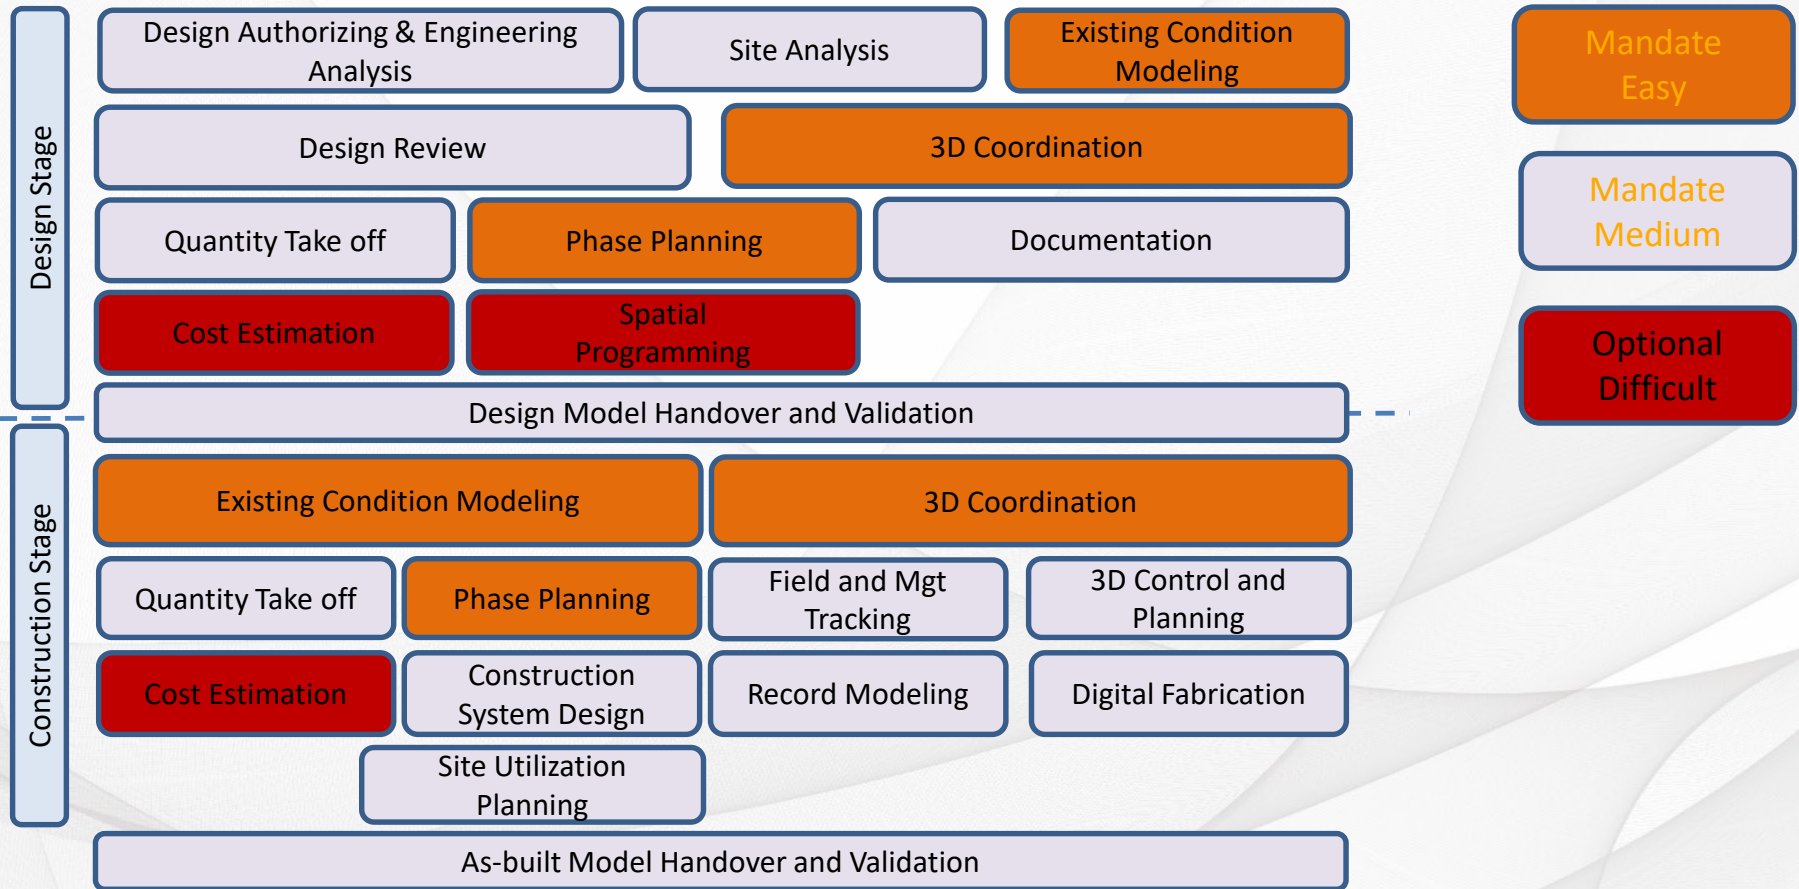 Design Stage
Design Authorizing & Engineering
Analysis
Site Analysis
Existing Condition
Modeling
Design Review
3D Coordination
Quantity Take off
Phase Planning
Documentation
Cost Estimation
Spatial
Programming
Design Model Handover and Validation
Construction Stage
Existing Condition Modeling
3D Coordination
Quantity Take off
Phase Planning
Field and Mgt
Tracking
3D Control and
Planning
Cost Estimation
Construction
System Design
Record Modeling
Digital Fabrication
Site Utilization
Planning
As-built Model Handover and Validation
Mandate
Easy
Mandate
Medium
Optional
Difficult